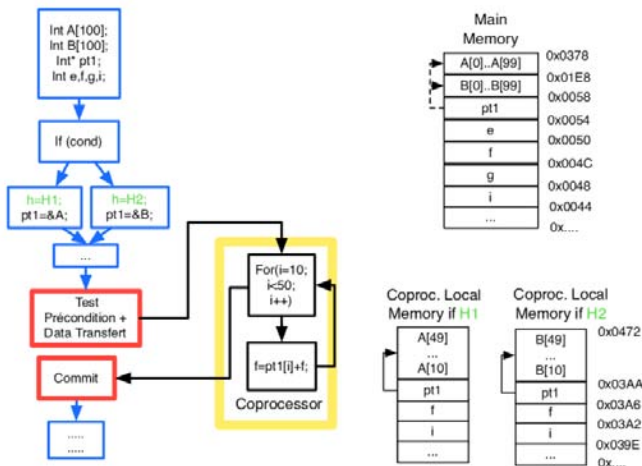 Int A[100];
Int B[100];
Int* pt1;
Int e,f,g,i;
If (cond)
h=H1;
pt1=&A;
h=H2;
pt1=&B;
...
Test
Précondition +
Data Transfert
Commit
.....
.....
For(i=10;
i<50;
i++)
f=pt1[i]+f;
Coprocessor
Main
Memory
A[0]..A[99]
B[0]..B[99]
pt1
e
f
g
i
...
0x0378
0x01E8
0x0058
0x0054
0x0050
0x004C
0x0048
0x0044
0x....
Coproc. Local
Memory if H1
A[49]
...
A[10]
pt1
f
i
...
Coproc. Local
Memory if H2
B[49]
...
B[10]
pt1
f
i
...
0x0472
0x03AA
0x03A6
0x03A2
0x039E
0x....